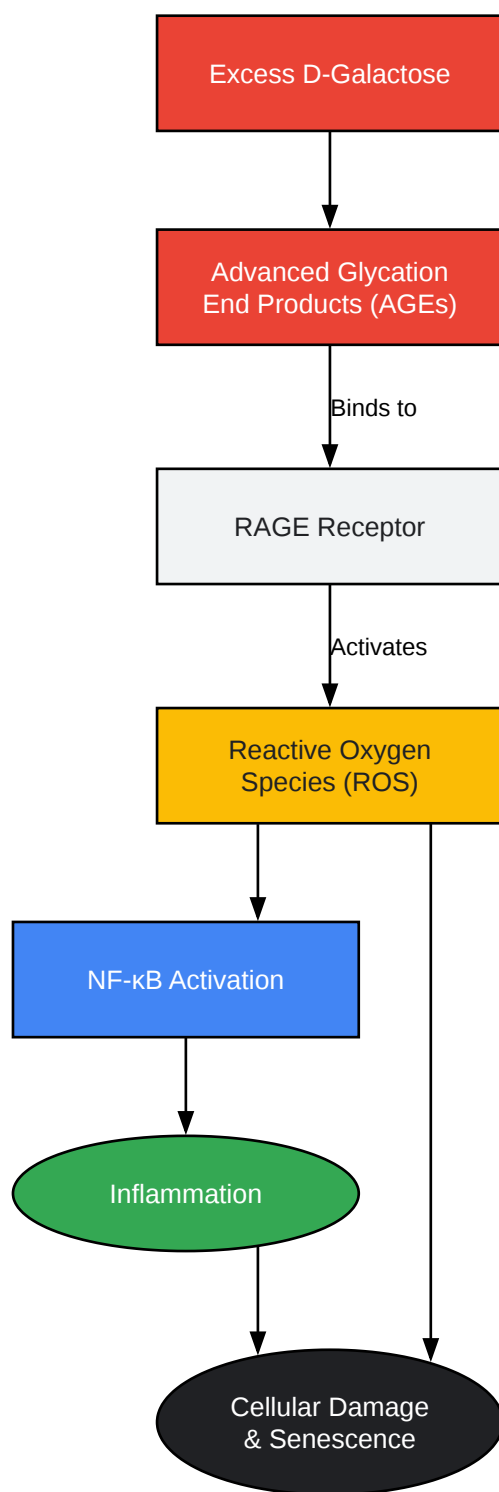 Excess D-Galactose
Advanced Glycation
End Products (AGEs)
Binds to
RAGE Receptor
Activates
Reactive Oxygen
Species (ROS)
NF-κB Activation
Inflammation
Cellular Damage
& Senescence